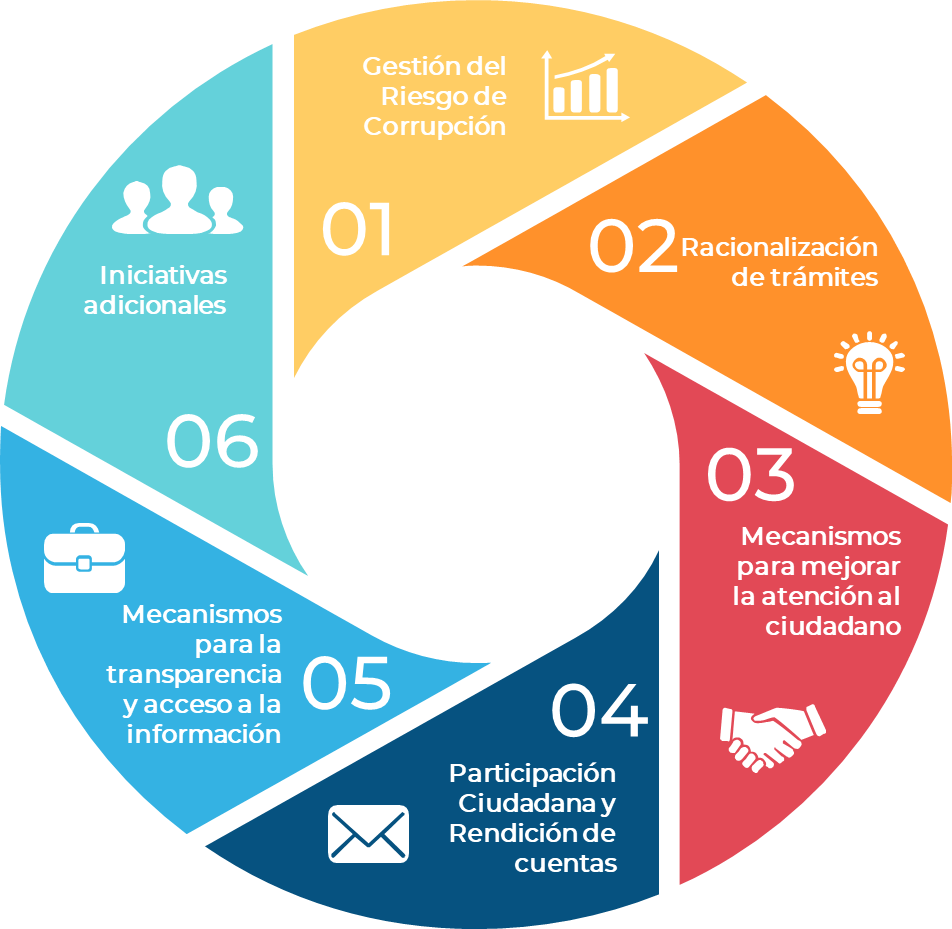 Gestión del
Riesgo de
Corrupción
01
02
Racionalización
de trámites
03
Mecanismos
para mejorar
la atención al
ciudadano
04
Participación
Ciudadana y
Rendición de
cuentas
05
Mecanismos
para la
transparencia
y acceso a la
información
06
Iniciativas
adicionales